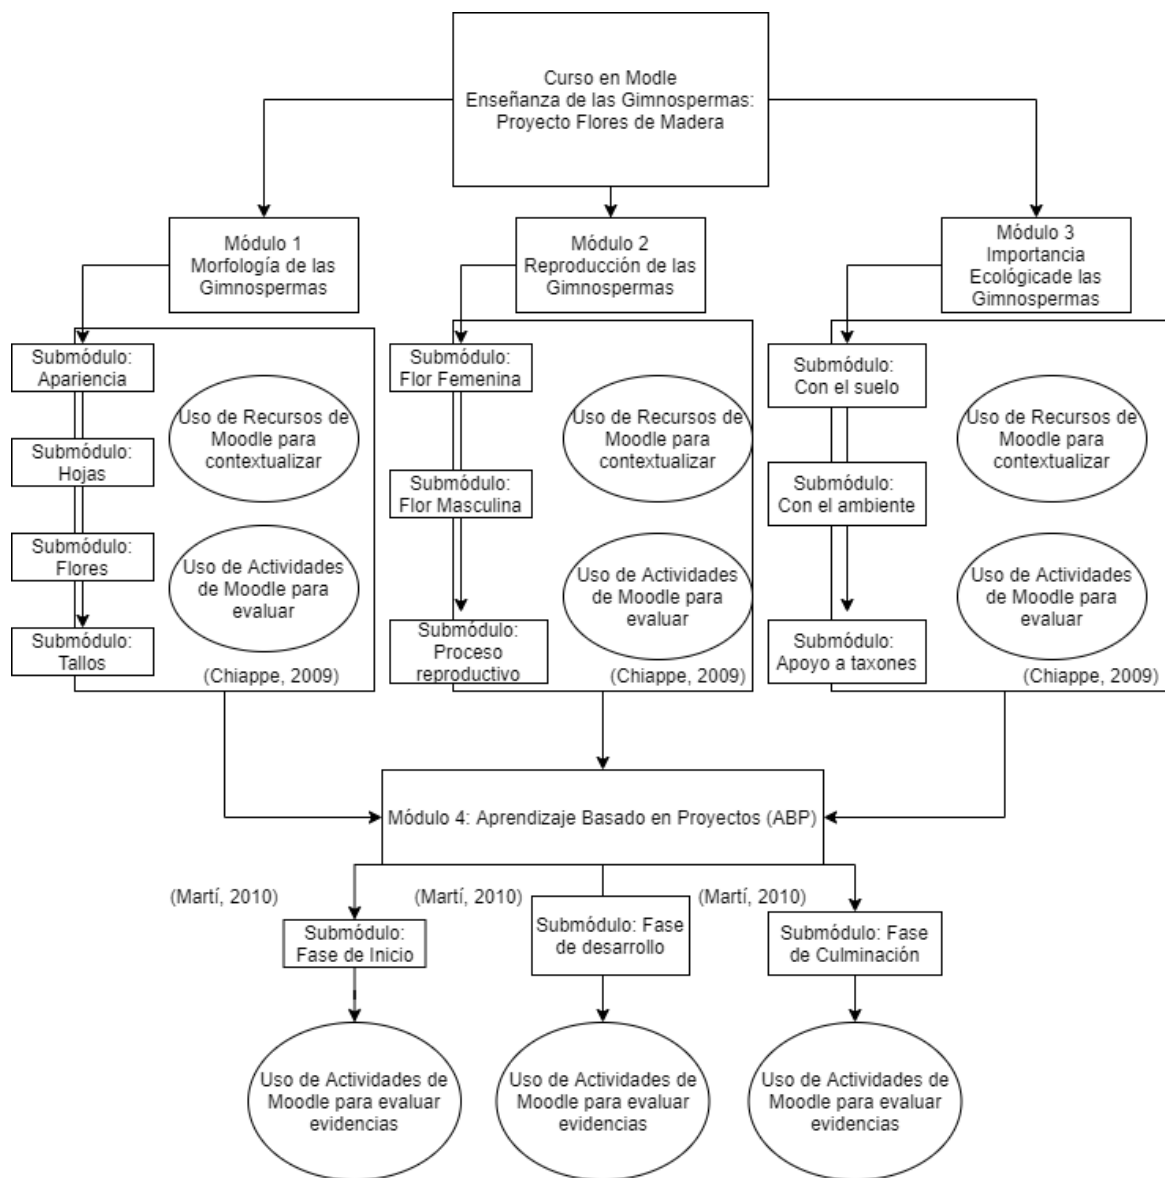 Curso en Modle
Enseñanza de las Gimnospermas:
Proyecto Flores de Madera
Módulo 1
Morfología de las
Gimnospermas
Módulo 2
Reproducción de las
Gimnospermas
Módulo 3
Importancia
Ecológicade las
Gimnospermas
Submódulo:
Apariencia
Submódulo:
Hojas
Submódulo:
Flores
Submódulo:
Tallos
Uso de Recursos de
Moodle para
contextualizar
Uso de Actividades
de Moodle para
evaluar
(Chiappe, 2009)
Submódulo:
Flor Femenina
Submódulo:
Flor Masculina
Submódulo:
Proceso
reproductivo
Uso de Recursos de
Moodle para
contextualizar
Uso de Actividades
de Moodle para
evaluar
(Chiappe, 2009)
Submódulo:
Con el suelo
Submódulo:
Con el ambiente
Submódulo:
Apoyo a taxones
Uso de Recursos de
Moodle para
contextualizar
Uso de Actividades
de Moodle para
evaluar
(Chiappe, 2009)
Módulo 4: Aprendizaje Basado en Proyectos (ABP)
(Martí, 2010)
(Martí, 2010)
(Martí, 2010)
Submódulo:
Fase de Inicio
Submódulo: Fase
de desarrollo
Submódulo: Fase
de Culminación
Uso de Actividades de
Moodle para evaluar
evidencias
Uso de Actividades de
Moodle para evaluar
evidencias
Uso de Actividades de
Moodle para evaluar
evidencias